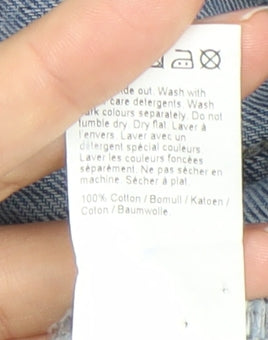 de out. Wash with
care detergents. Wash
rk colours separately. Do not
tumble dry. Dry flat. Laver à
l'envers. Laver avec un
détergent spécial couleurs.
Laver les couleurs foncées
séparément. Ne pas sécher en
machine. Sécher à plat.
100% Cotton / Bomull / Katoen /
Coton / Baumwolle.